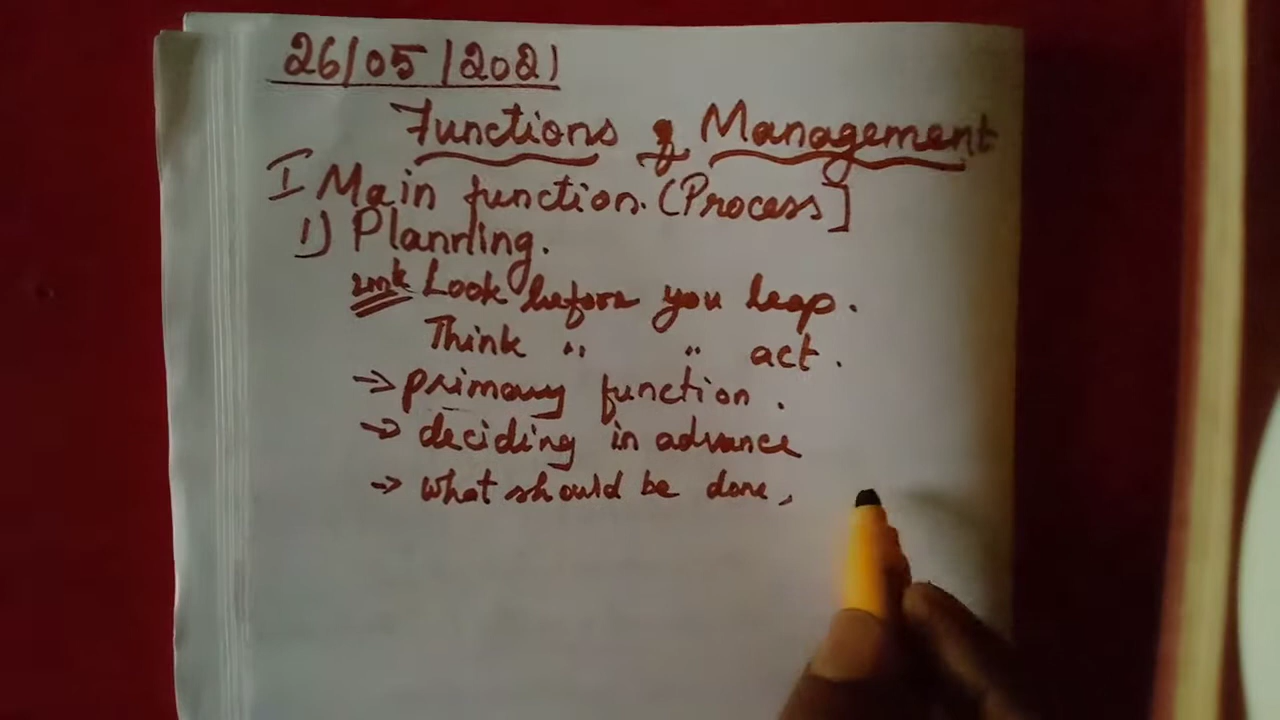 26/05/2021
Functions of Management
I Main function. (Process]
1) Planning.
2mk Look before you leap.
Think " " act.
→ primary function.
→ deciding in advance
→ what should be done,